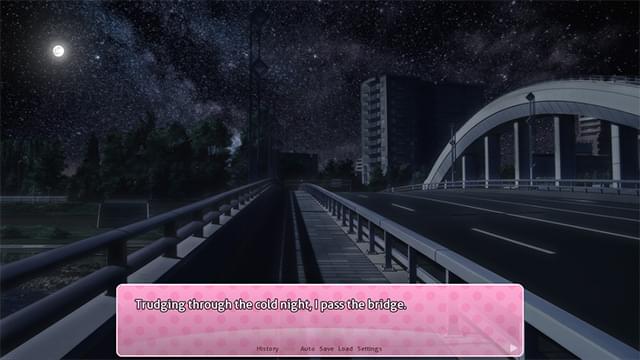 Trudging through the cold night, I pass the bridge.
History Auto Save Load Settings